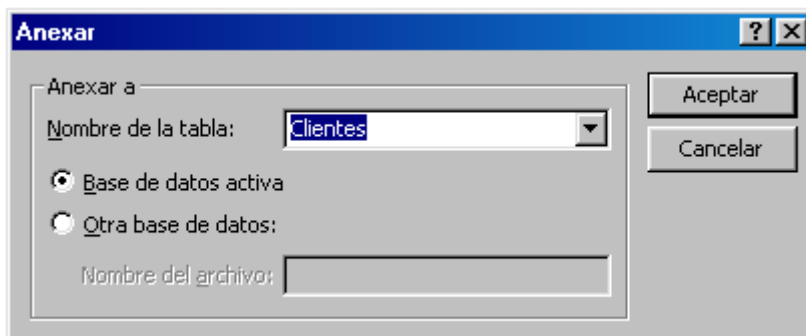 Anexar
Anexar a
Nombre de la tabla: Clientes
Base de datos activa
Otra base de datos:
Nombre del archivo:
Aceptar
Cancelar